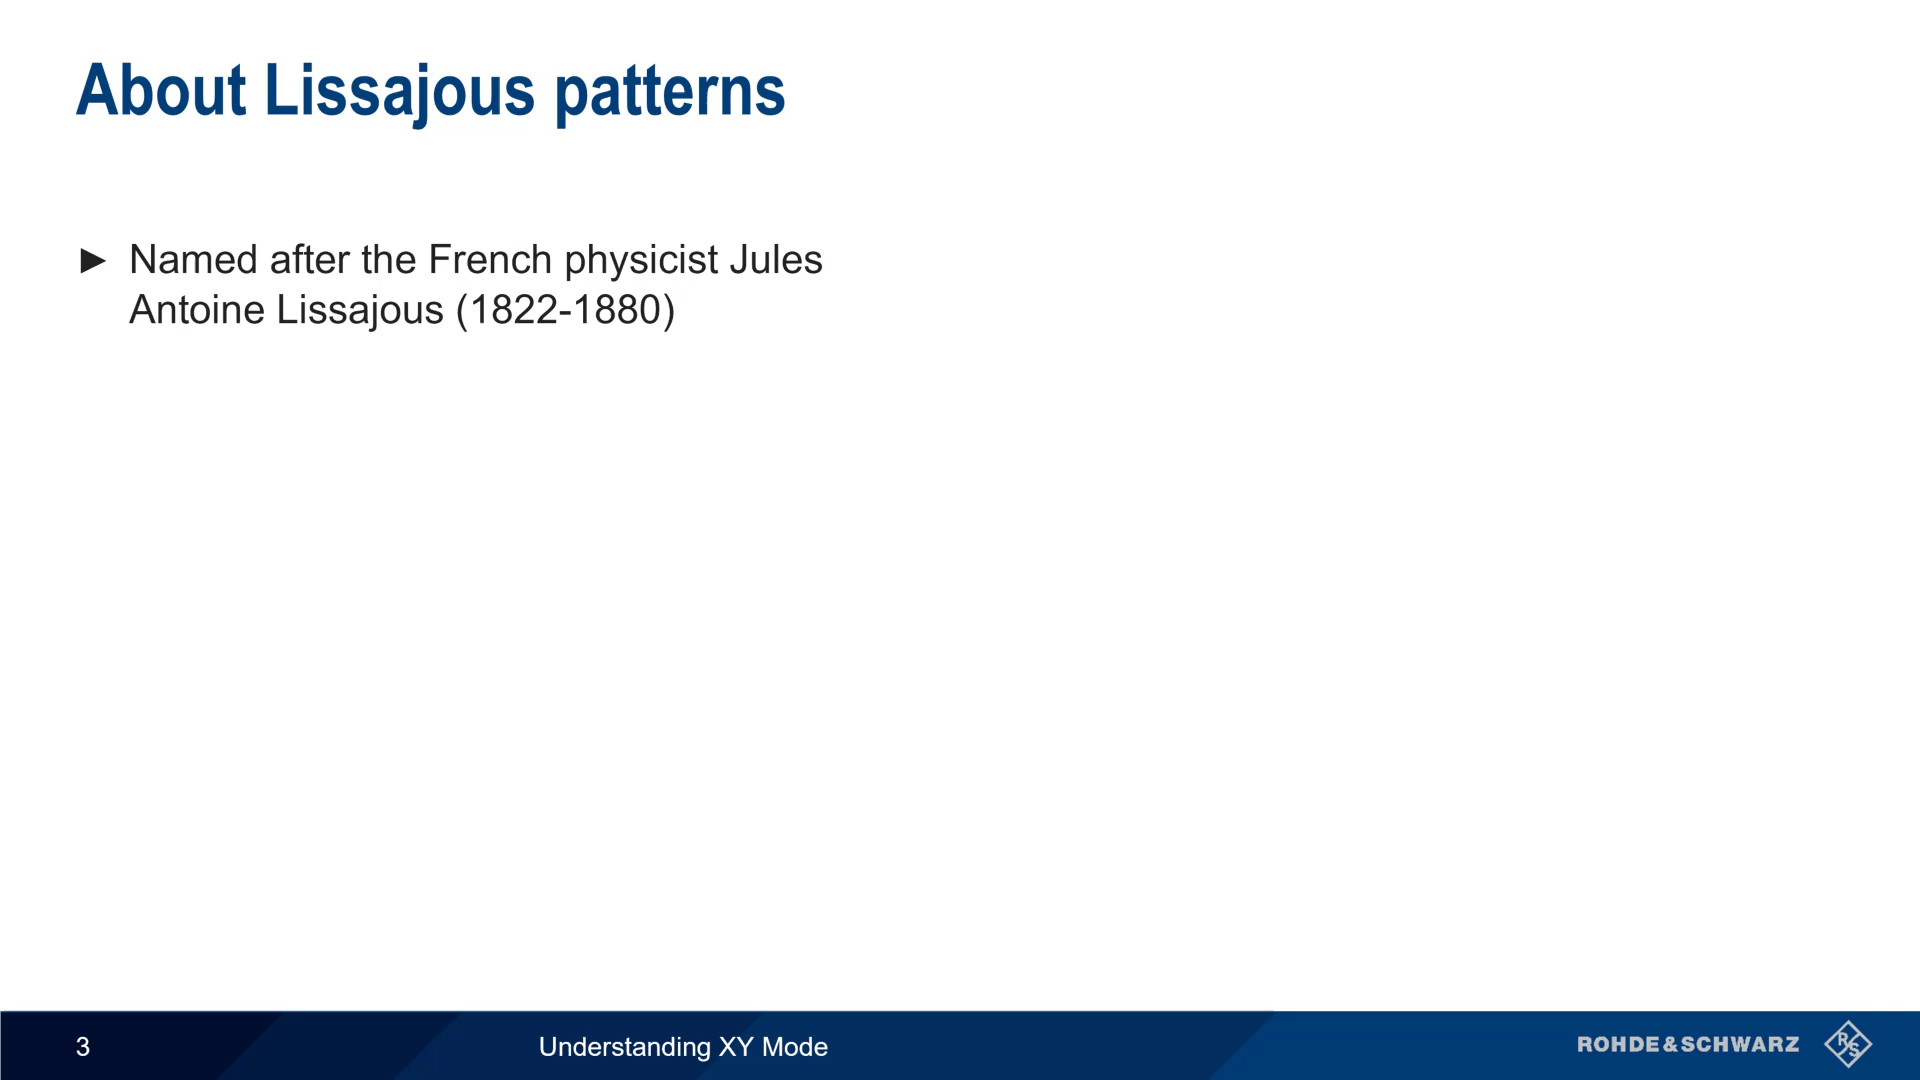 About Lissajous patterns
► Named after the French physicist Jules
Antoine Lissajous (1822-1880)
3
Understanding XY Mode
ROHDE&SCHWARZ
R&S